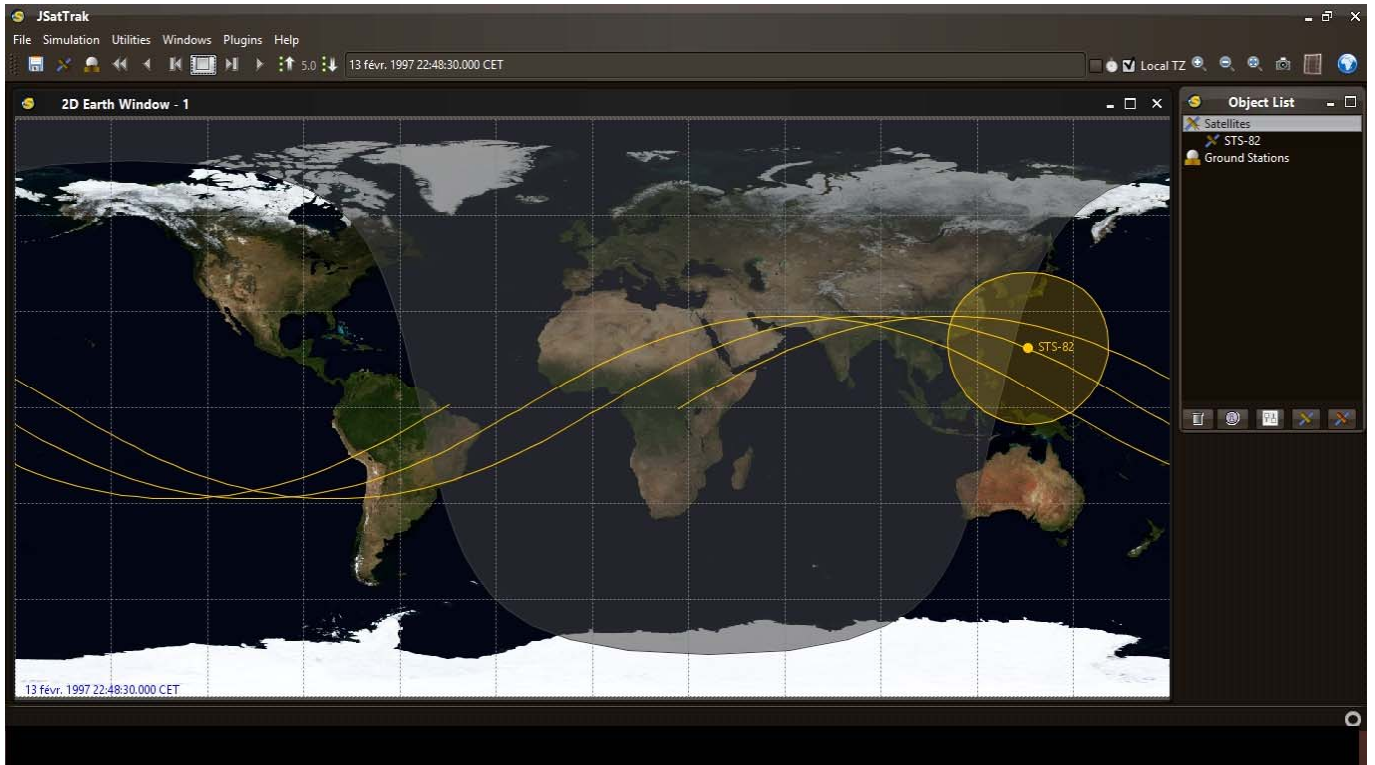 JSatTrak
File Simulation Utilities Windows Plugins Help
5.0 13 févr. 1997 22:48:30.000 CET Local TZ
2D Earth Window - 1
Object List
Satellites
STS-82
Ground Stations
STS-82
13 févr. 1997 22:48:30.000 CET